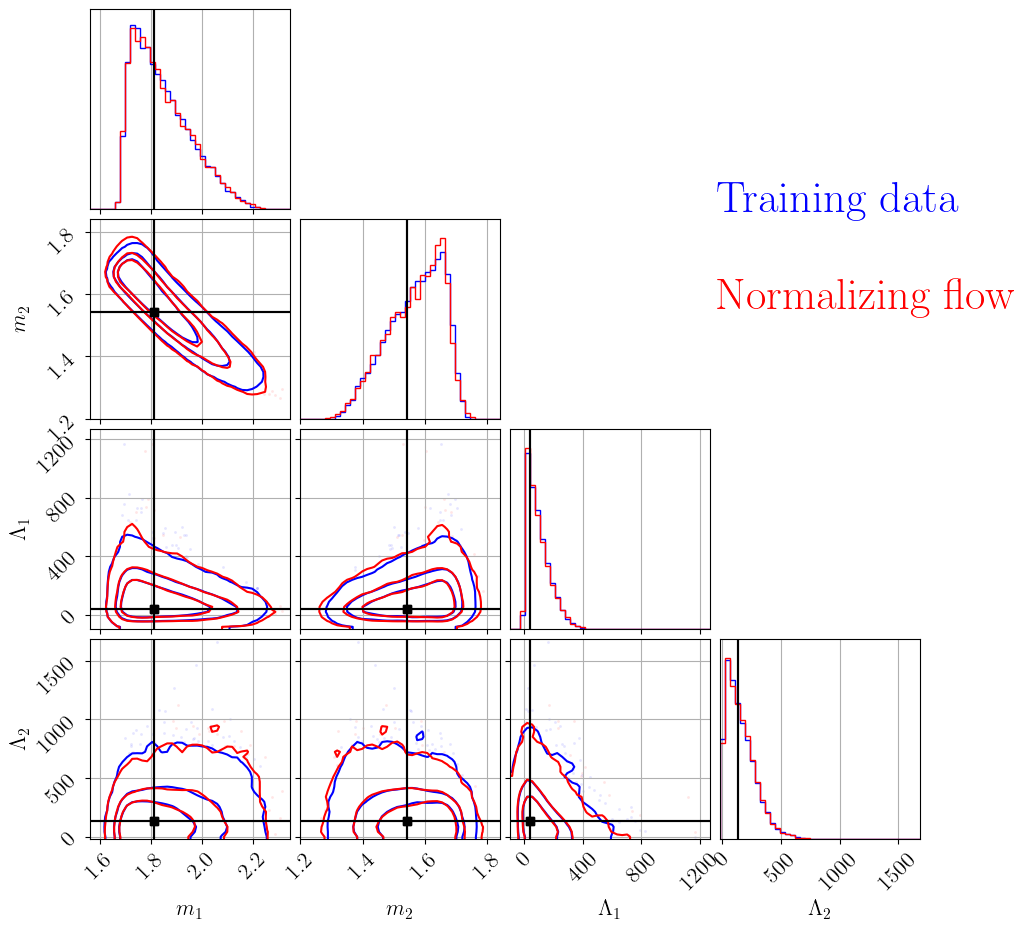 Training data
Normalizing flow
m₂
1.8
1.6
1.4
1.2
Λ₁
1200
800
400
0
Λ₂
1500
1000
500
0
1.6 1.8 2.0 2.2
1.2 1.4 1.6 1.8
0 400 800 1200
0 500 1000 1500
m₁ m₂ Λ₁ Λ₂